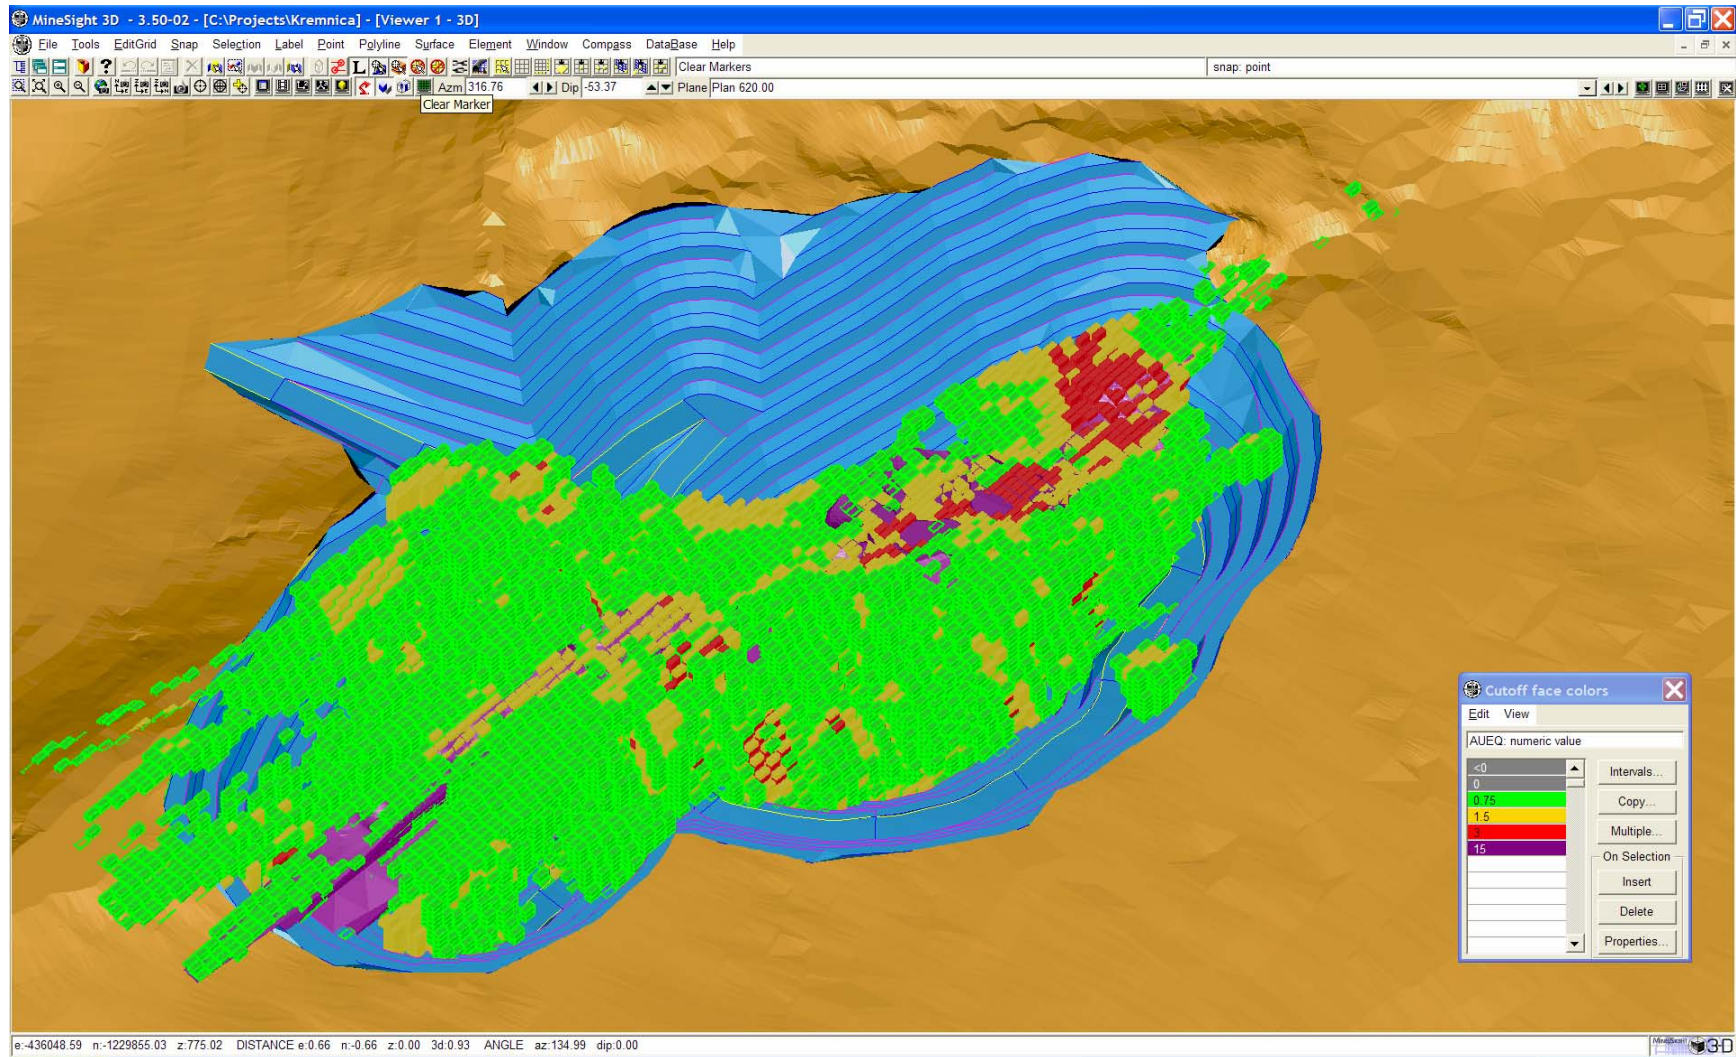 MineSight 3D - 3.50-02 - [C:\Projects\Kremnica] - [Viewer 1 - 3D]
File Tools EditGrid Snap Selection Label Point Polyline Surface Element Window Compass DataBase Help
Clear Markers snap: point
Azm 316.76 Dip -53.37 Plane Plan 620.00
Clear Marker
Cutoff face colors
Edit View
AUEQ: numeric value
<0
0
0.75
1.5
3
15
Intervals...
Copy...
Multiple...
On Selection
Insert
Delete
Properties...
e:-436048.59 n:-1229855.03 z:775.02 DISTANCE e:0.66 n:-0.66 z:0.00 3d:0.93 ANGLE az:134.99 dip:0.00
MineSight 3-D